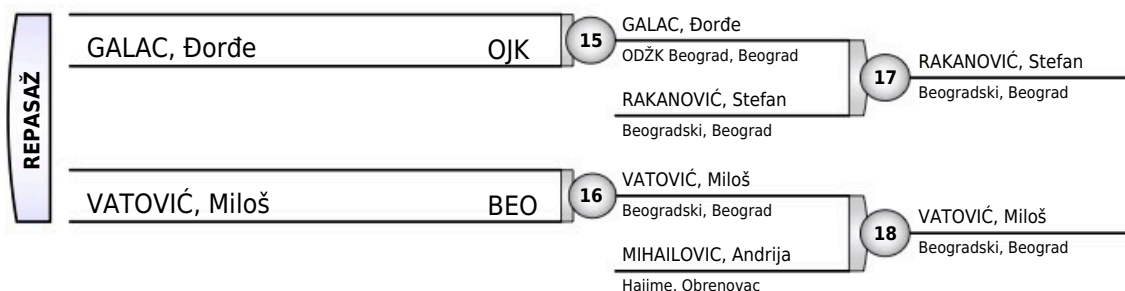 REPASAŽ
GALAC, Đorđe OJK
15
GALAC, Đorđe
ODŽK Beograd, Beograd
RAKANOVIĆ, Stefan
Beogradski, Beograd
17
RAKANOVIĆ, Stefan
Beogradski, Beograd
VATOVIĆ, Miloš BEO
16
VATOVIĆ, Miloš
Beogradski, Beograd
MIHAILOVIC, Andrija
Hajime, Obrenovac
18
VATOVIĆ, Miloš
Beogradski, Beograd